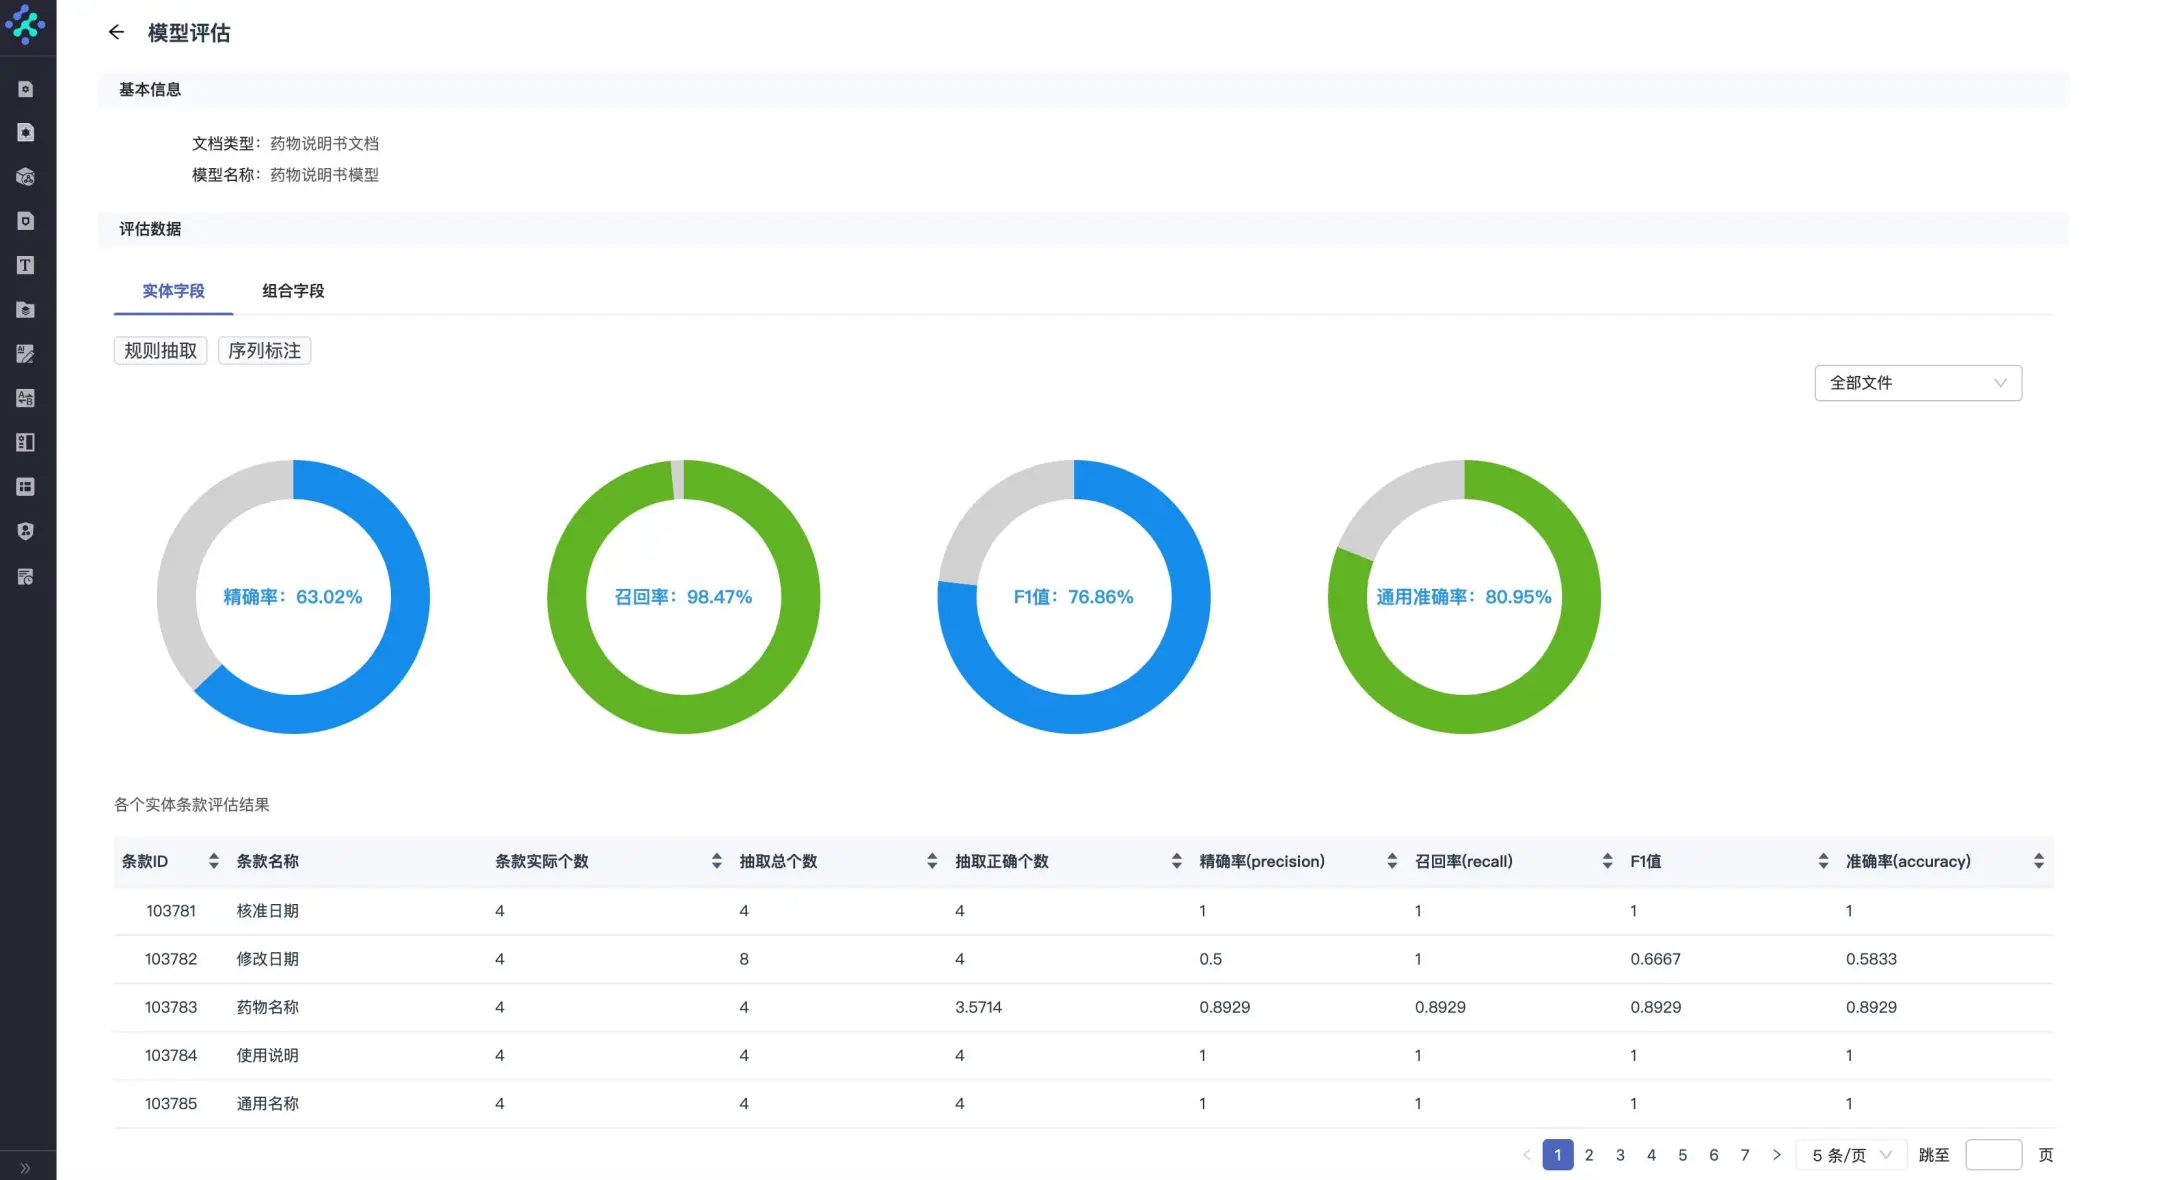 模型评估
基本信息
文档类型：药物说明书文档
模型名称：药物说明书模型
评估数据
实体字段 组合字段
规则抽取 序列标注
全部文件
精确率：63.02% 召回率：98.47% F1值：76.86% 通用准确率：80.95%
各个实体条款评估结果
条款ID 条款名称 条款实际个数 抽取总个数 抽取正确个数 精确率(precision) 召回率(recall) F1值 准确率(accuracy)
103781 核准日期 4 4 4 1 1 1 1
103782 修改日期 4 8 4 0.5 1 0.6667 0.5833
103783 药物名称 4 4 3.5714 0.8929 0.8929 0.8929 0.8929
103784 使用说明 4 4 4 1 1 1 1
103785 通用名称 4 4 4 1 1 1 1
1 2 3 4 5 6 7 5 条/页 跳至 页